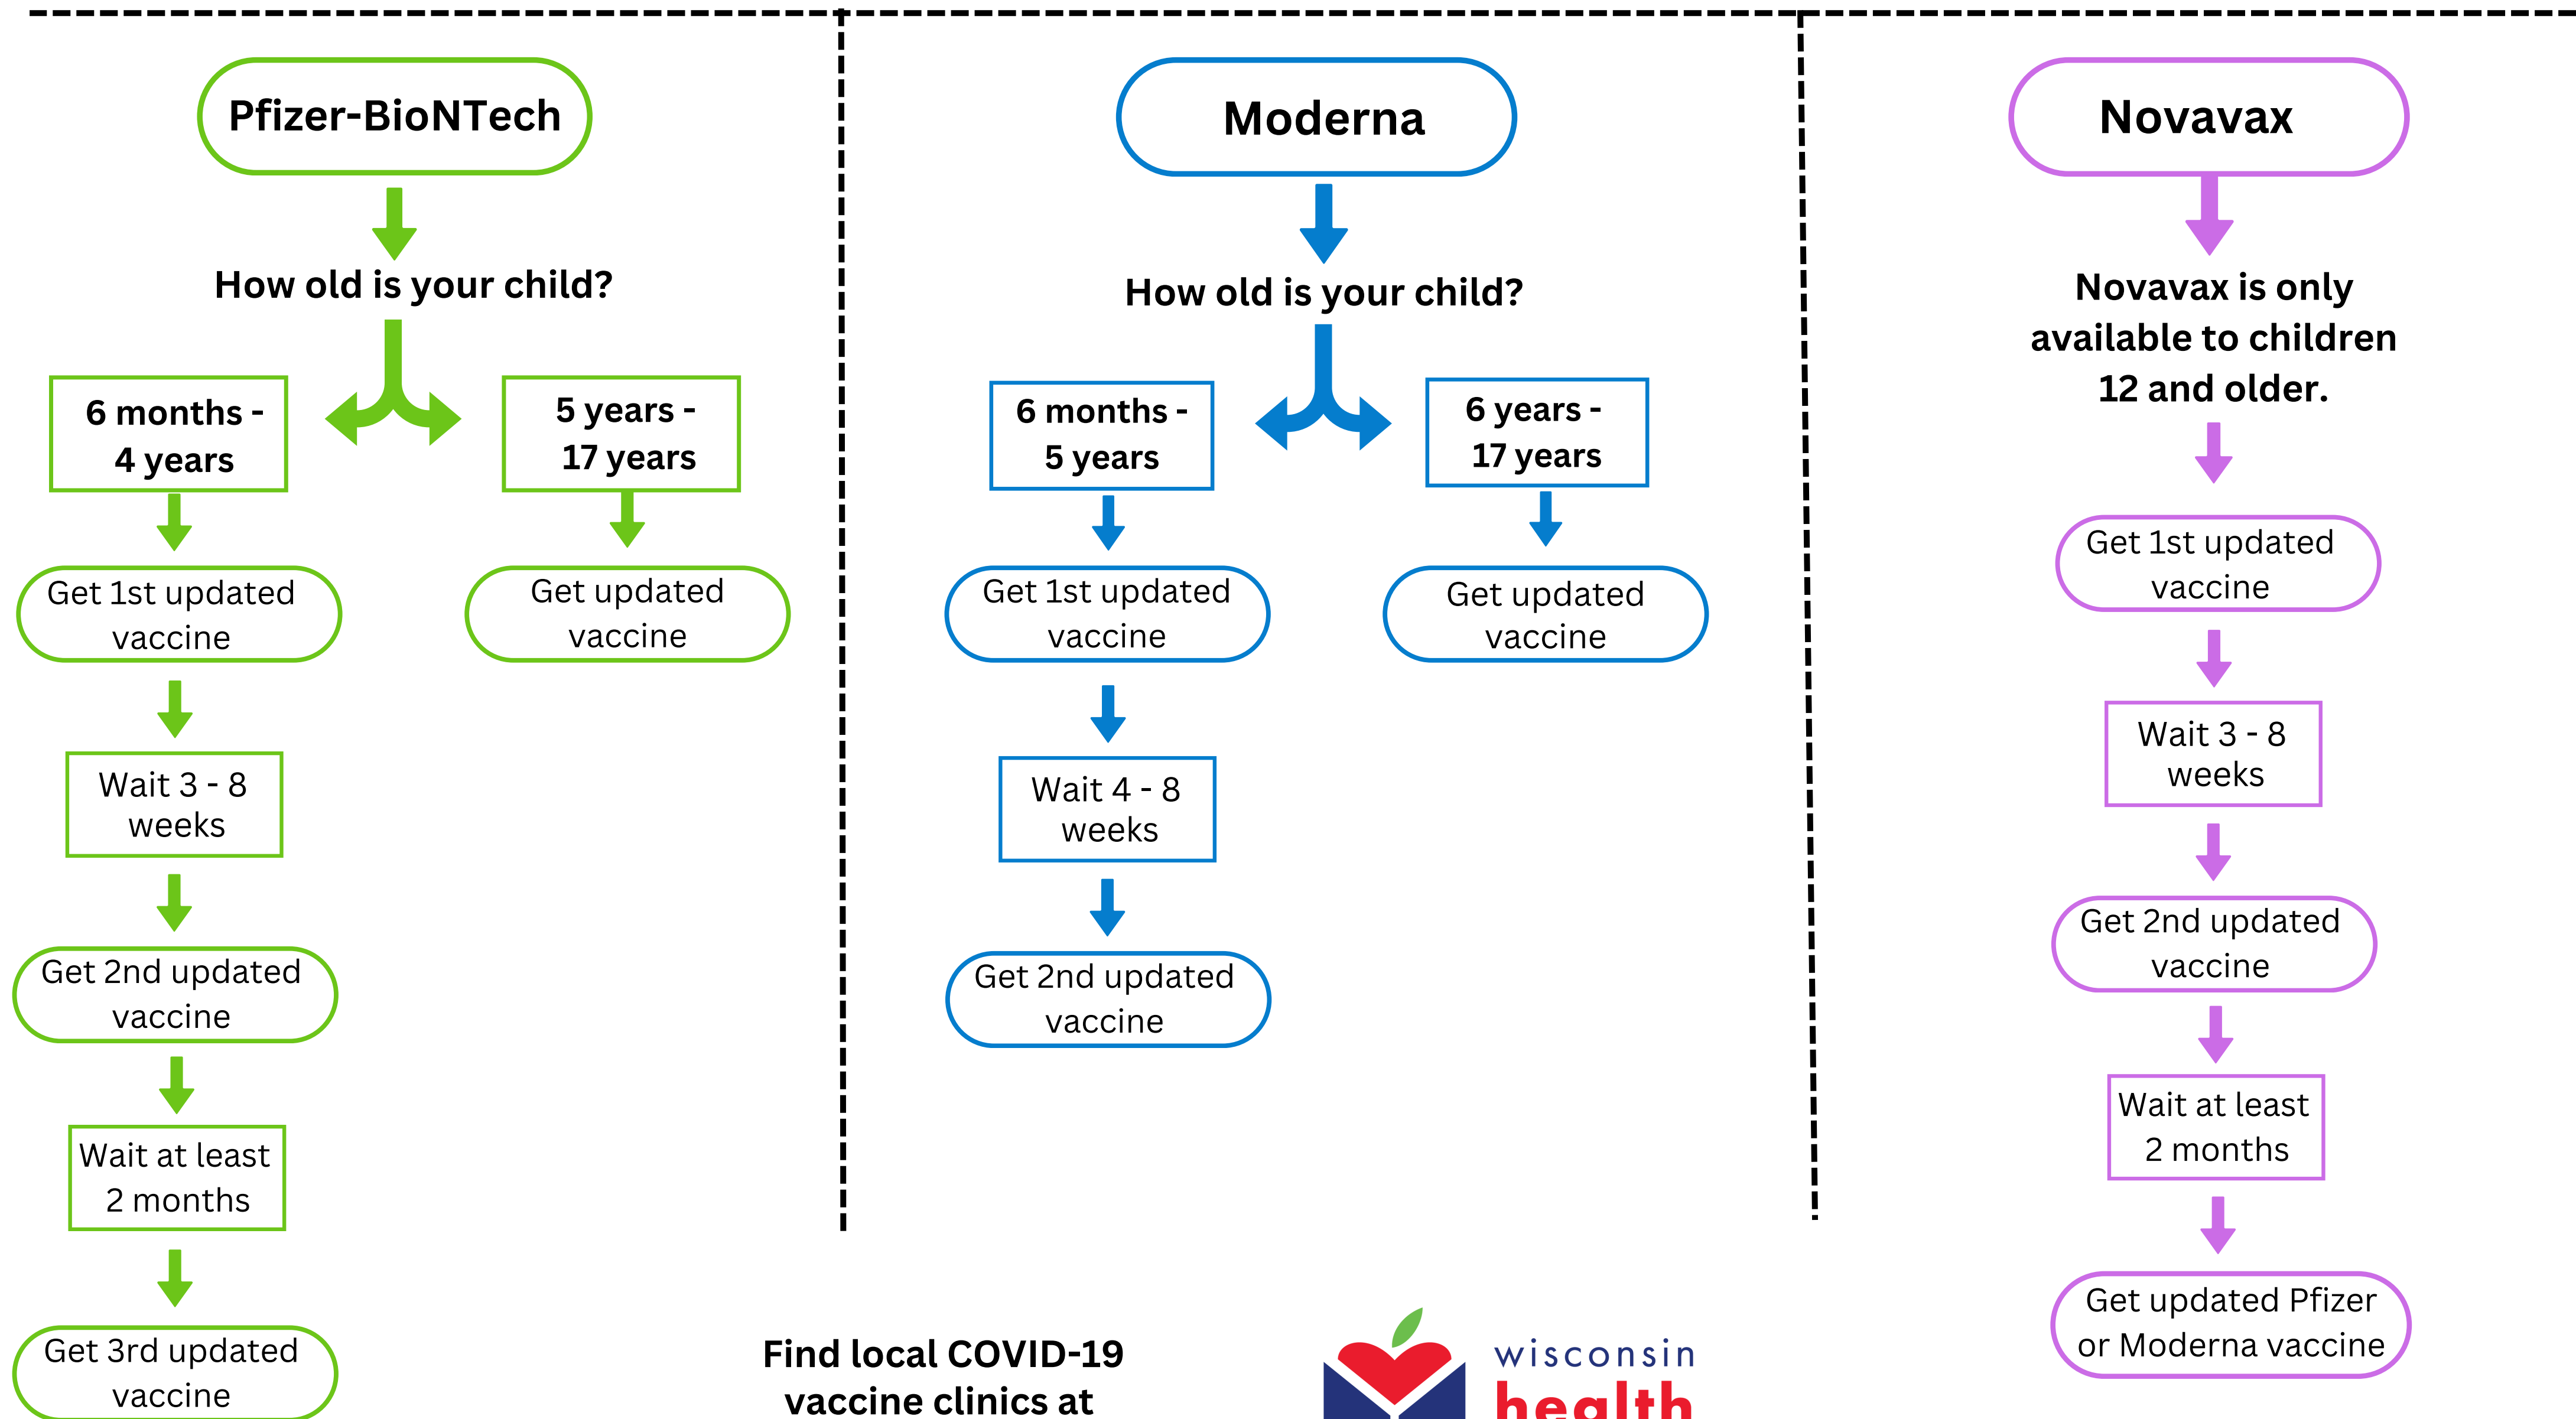 Pfizer-BioNTech
How old is your child?
6 months -
4 years
5 years -
17 years
Get 1st updated
vaccine
Get updated
vaccine
Wait 3 - 8
weeks
Get 2nd updated
vaccine
Wait at least
2 months
Get 3rd updated
vaccine
Moderna
How old is your child?
6 months -
5 years
6 years -
17 years
Get 1st updated
vaccine
Get updated
vaccine
Wait 4 - 8
weeks
Get 2nd updated
vaccine
Novavax
Novavax is only
available to children
12 and older.
Get 1st updated
vaccine
Wait 3 - 8
weeks
Get 2nd updated
vaccine
Wait at least
2 months
Get updated Pfizer
or Moderna vaccine
Find local COVID-19
vaccine clinics at
wisconsin
health